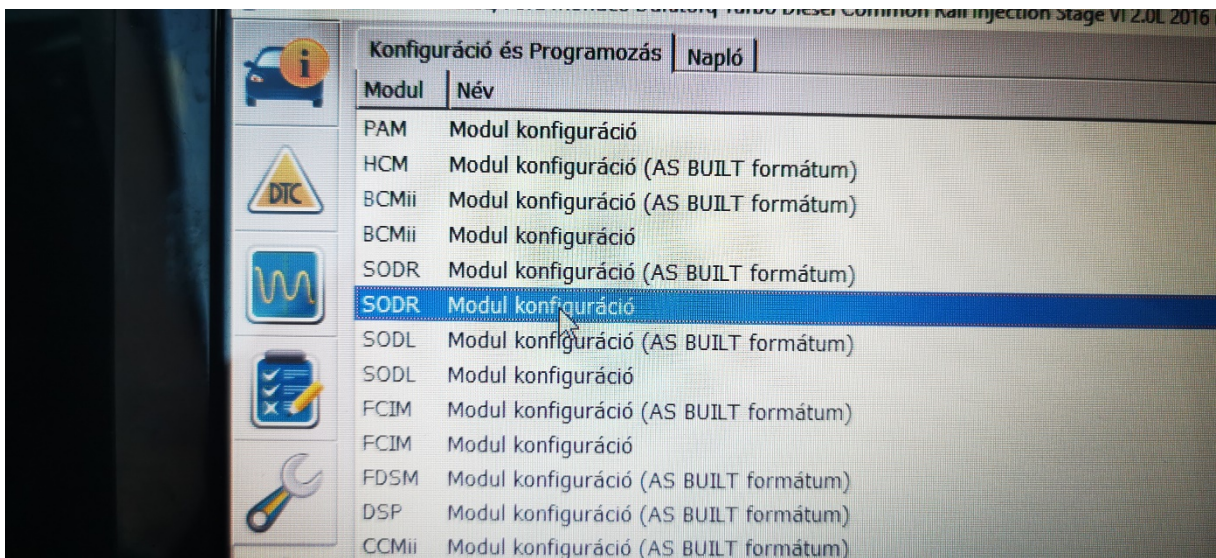 Turbo Diesel Common Rail Injection Stage VI 2.0L 2016
Konfiguráció és Programozás Napló
Modul Név
PAM Modul konfiguráció
HCM Modul konfiguráció (AS BUILT formátum)
BCMii Modul konfiguráció (AS BUILT formátum)
BCMii Modul konfiguráció
SODR Modul konfiguráció (AS BUILT formátum)
SODR Modul konfiguráció
SODL Modul konfiguráció (AS BUILT formátum)
SODL Modul konfiguráció
FCIM Modul konfiguráció (AS BUILT formátum)
FCIM Modul konfiguráció
FDSM Modul konfiguráció (AS BUILT formátum)
DSP Modul konfiguráció (AS BUILT formátum)
CCMii Modul konfiguráció (AS BUILT formátum)
i
DTC